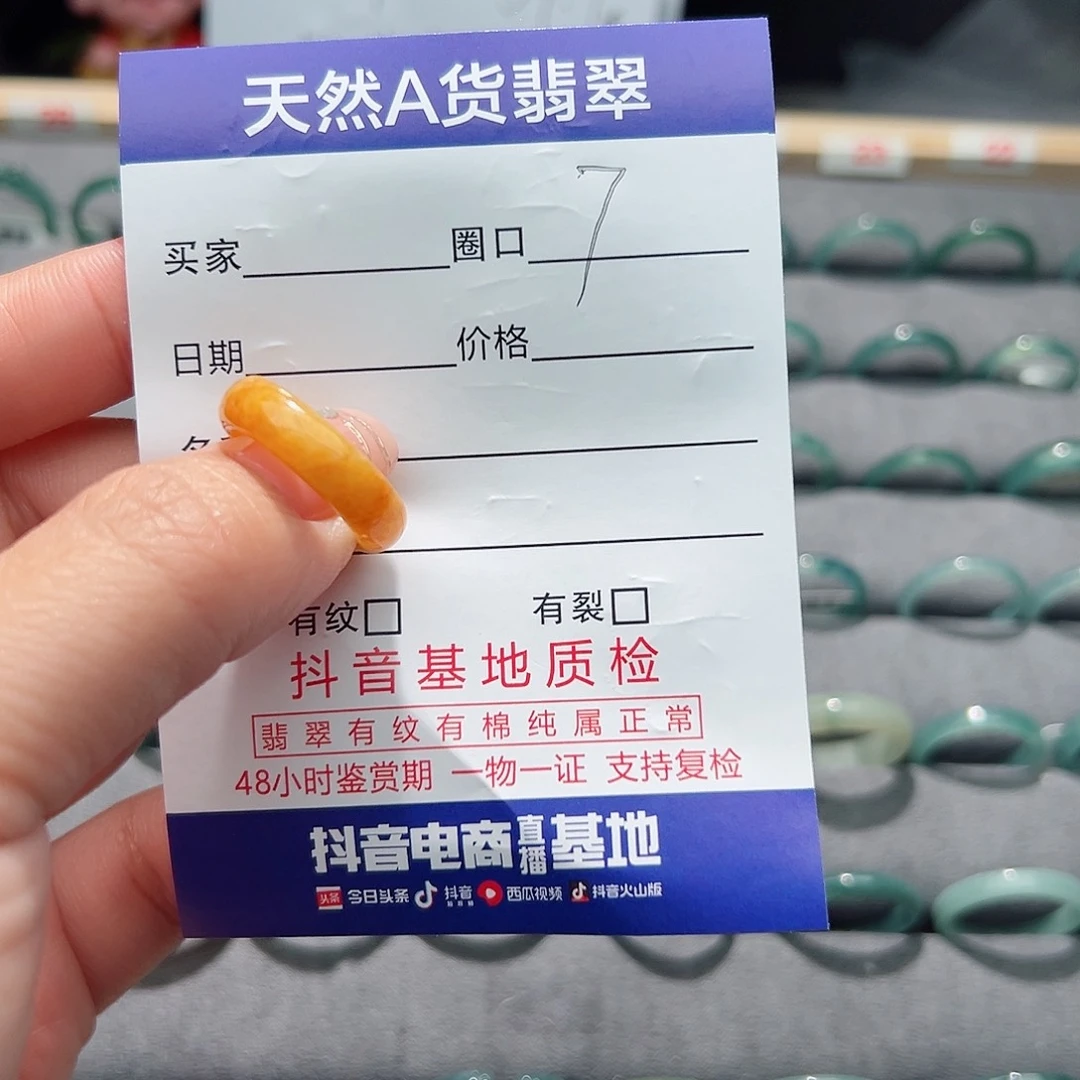 天然A货翡翠
买家 圈口 7
日期 价格
有纹 有裂
抖音基地质检
翡翠有纹有棉纯属正常
48小时鉴赏期 一物一证 支持复检
抖音电商直播基地
头条 今日头条 抖音 西瓜视频 抖音火山版